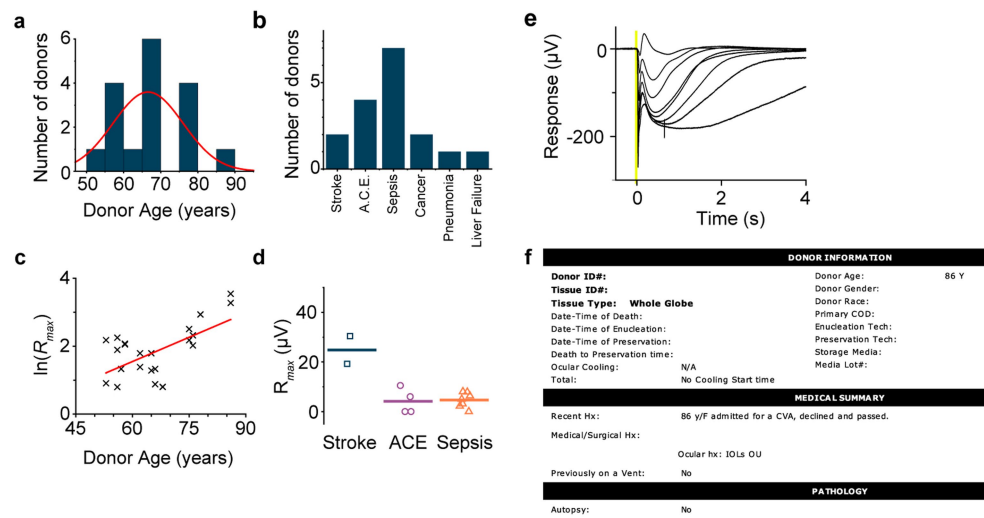 a
Number of donors
6
4
2
0
50 60 70 80 90
Donor Age (years)
b
Number of donors
5
0
Stroke
A.C.E.
Sepsis
Cancer
Pneumonia
Liver Failure
c
ln(Rmax)
4
2
0
45 55 65 75 85
Donor Age (years)
d
Rmax (µV)
40
20
0
Stroke ACE Sepsis
e
Response (µV)
0
-200
0 2 4
Time (s)
f
DONOR INFORMATION
Donor ID#:
Tissue ID#:
Tissue Type: Whole Globe
Date-Time of Death:
Date-Time of Enucleation:
Date-Time of Preservation:
Death to Preservation time:
Ocular Cooling: N/A
Total: No Cooling Start time
Donor Age: 86 Y
Donor Gender:
Donor Race:
Primary COD:
Enucleation Tech:
Preservation Tech:
Storage Media:
Media Lot#:
MEDICAL SUMMARY
Recent Hx: 86 y/F admitted for a CVA, declined and passed.
Medical/Surgical Hx:
Ocular hx: IOLs OU
Previously on a Vent: No
PATHOLOGY
Autopsy: No